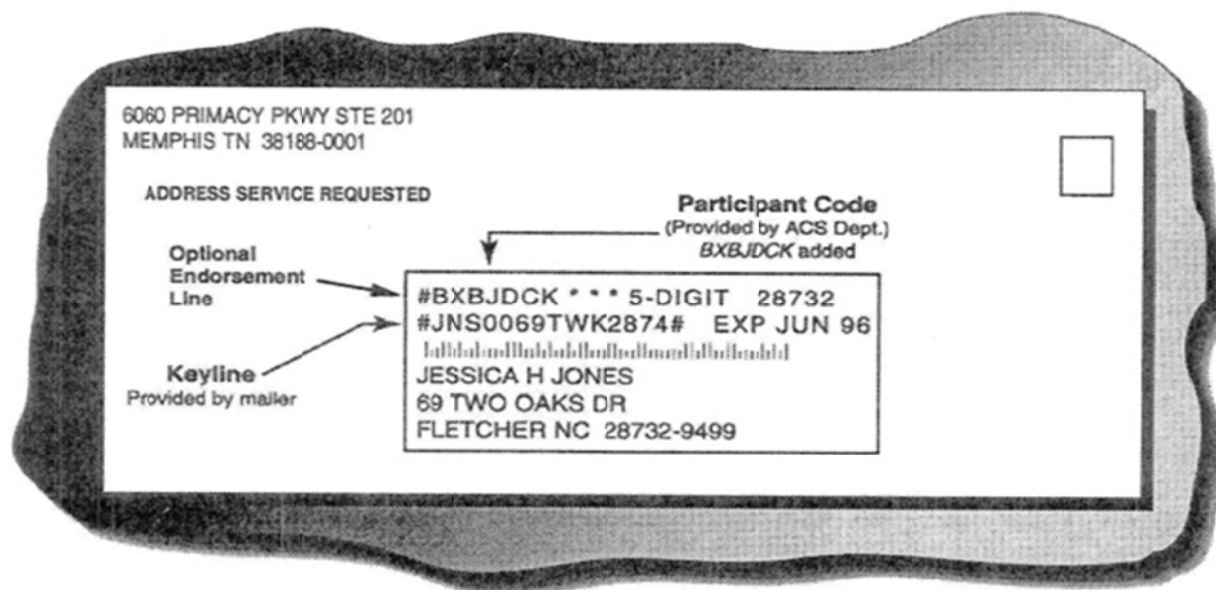 6060 PRIMACY PKWY STE 201
MEMPHIS TN 38188-0001
ADDRESS SERVICE REQUESTED
Participant Code
(Provided by ACS Dept.)
BXBJDCK added
Optional
Endorsement
Line
#BXBJDCK * * * 5-DIGIT 28732
#JNS0069TWK2874# EXP JUN 96
Keyline
Provided by mailer
JESSICA H JONES
69 TWO OAKS DR
FLETCHER NC 28732-9499